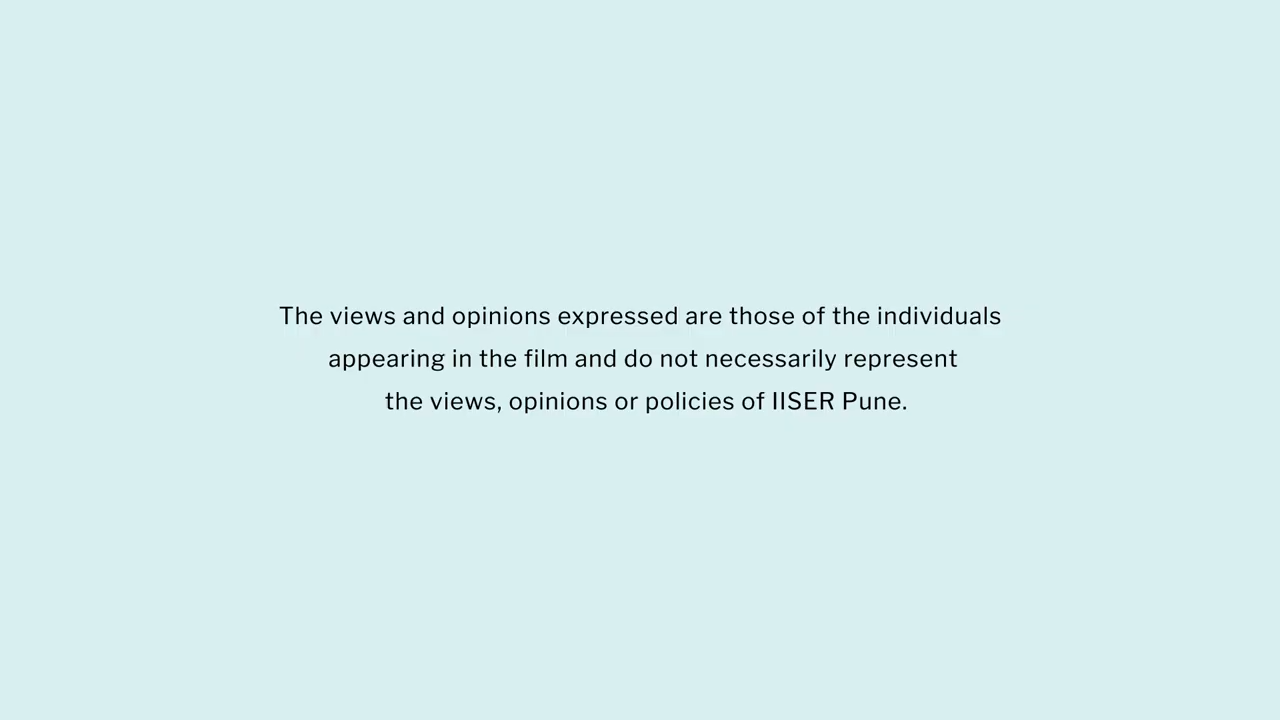 The views and opinions expressed are those of the individuals
appearing in the film and do not necessarily represent
the views, opinions or policies of IISER Pune.